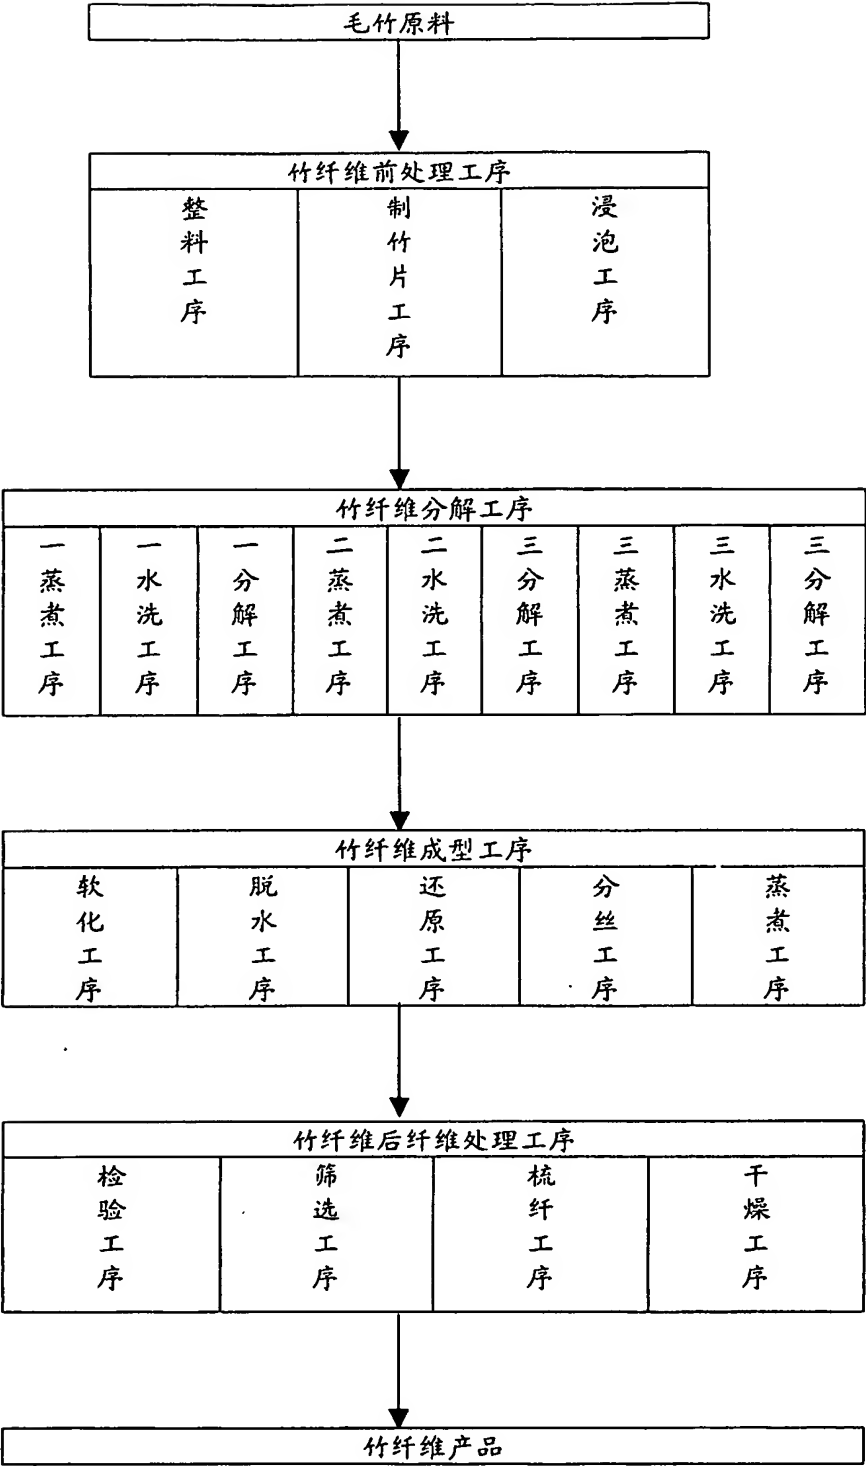 毛竹原料
竹纤维前处理工序
整料工序
制竹片工序
浸泡工序
竹纤维分解工序
一蒸煮工序
一水洗工序
一分解工序
二蒸煮工序
二水洗工序
三分解工序
三蒸煮工序
三水洗工序
三分解工序
竹纤维成型工序
软化工序
脱水工序
还原工序
分丝工序
蒸煮工序
竹纤维后纤维处理工序
检验工序
筛选工序
梳纤工序
干燥工序
竹纤维产品